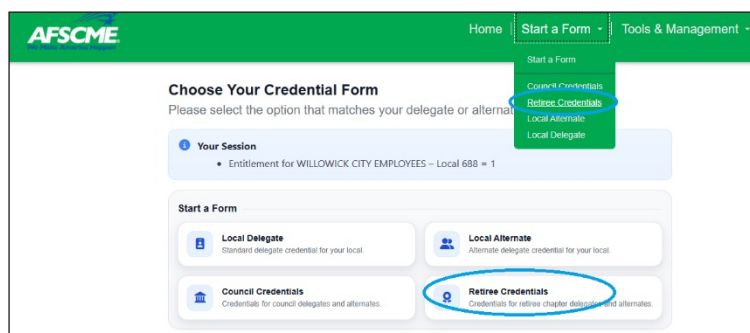 AFSCME
We Make America Happen
Home | Start a Form | Tools & Management
Start a Form
Council Credentials
Retiree Credentials
Local Alternate
Local Delegate
Choose Your Credential Form
Please select the option that matches your delegate or alternat
Your Session
Entitlement for WILLOWICK CITY EMPLOYEES – Local 688 = 1
Start a Form
Local Delegate
Standard delegate credential for your local.
Local Alternate
Alternate delegate credential for your local.
Council Credentials
Credentials for council delegates and alternates.
Retiree Credentials
Credentials for retiree chapter delegates and alternates.